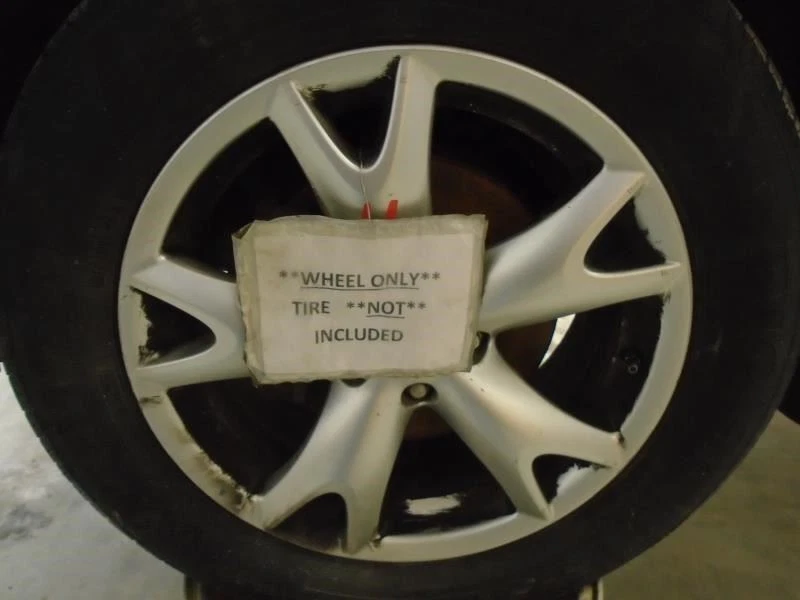 **WHEEL ONLY**
TIRE **NOT**
INCLUDED